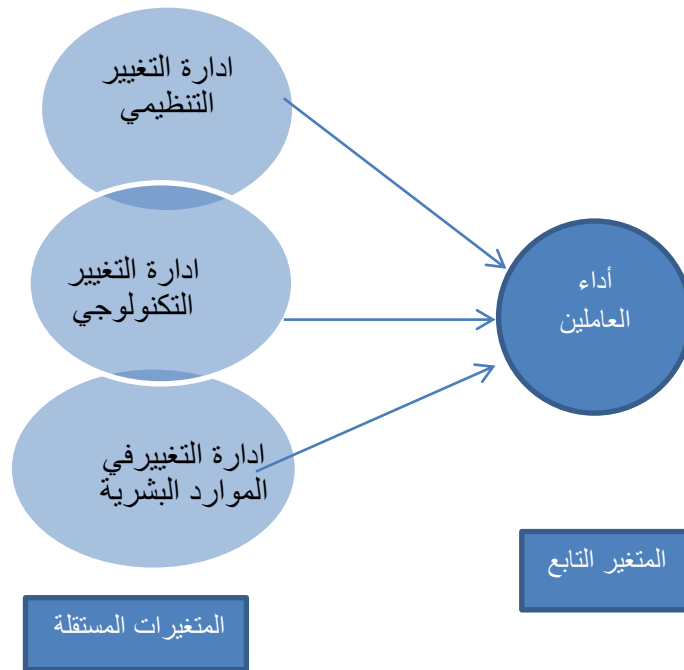 ادارة التغيير
التنظيمي
ادارة التغيير
التكنولوجي
ادارة التغييرفي
الموارد البشرية
أداء
العاملين
المتغير التابع
المتغيرات المستقلة